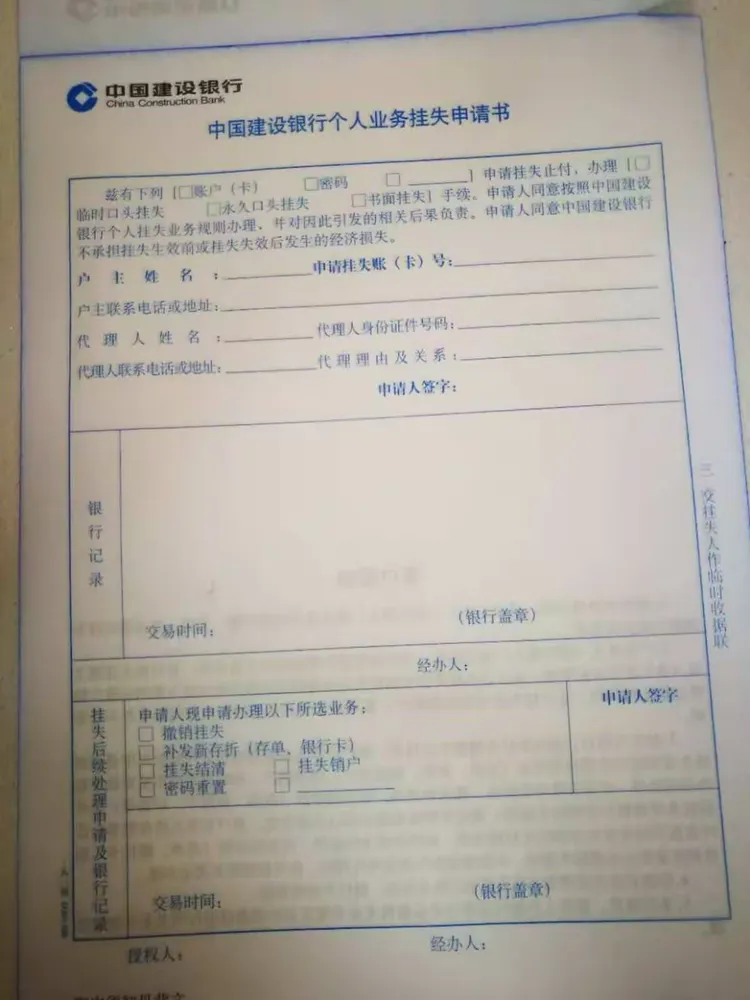 中国建设银行
China Construction Bank
中国建设银行个人业务挂失申请书
兹有下列[□账户（卡） □密码 □________]申请挂失止付，办理[□
临时口头挂失 □永久口头挂失 □书面挂失]手续。申请人同意按照中国建设
银行个人挂失业务规则办理、并对因此引发的相关后果负责。申请人同意中国建设银行
不承担挂失生效前或挂失失效后发生的经济损失。
户主姓名：________ 申请挂失账（卡）号：________
户主联系电话或地址：________
代理人姓名：________ 代理人身份证件号码：________
代理人联系电话或地址：________ 代理理由及关系：________
申请人签字：
银行记录
交易时间： （银行盖章）
经办人：
三 交挂失人作临时收据联
挂失后续处理申请及银行记录
申请人现申请办理以下所选业务： 申请人签字
□ 撤销挂失
□ 补发新存折（存单、银行卡）
□ 挂失结清 □ 挂失销户
□ 密码重置 □ ________
交易时间： （银行盖章）
授权人： 经办人：